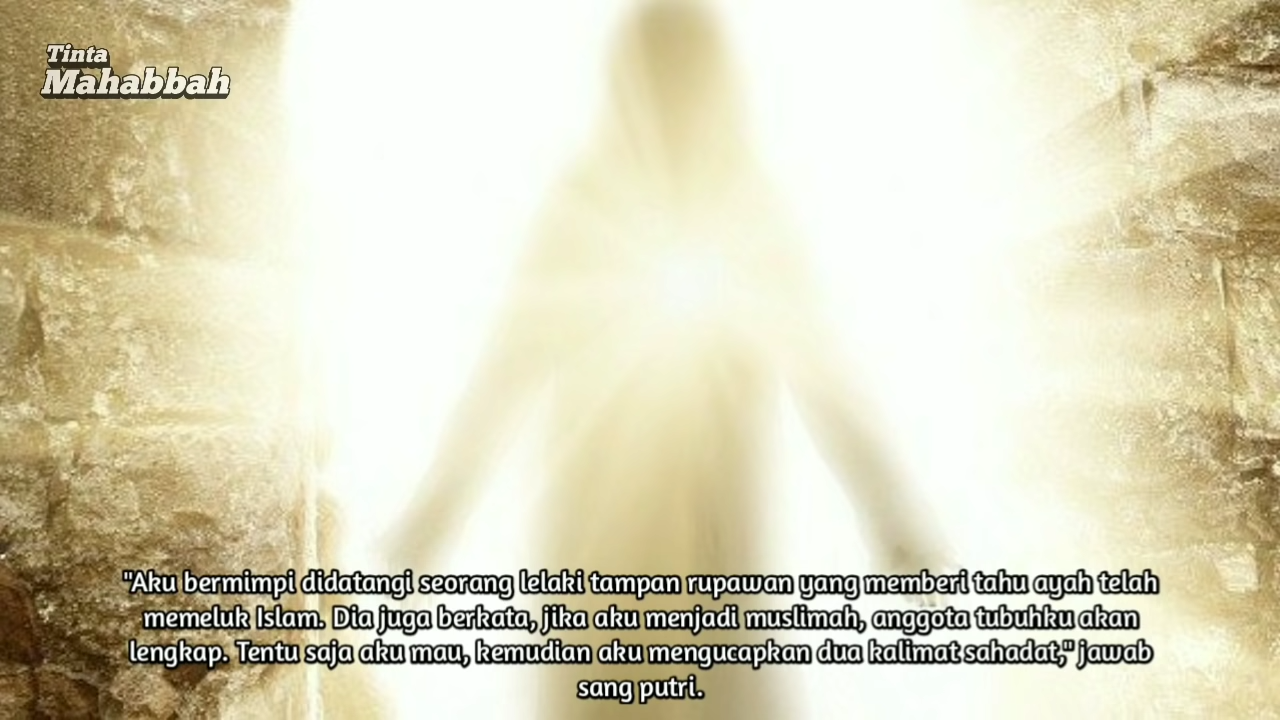 Tinta
Mahabbah
"Aku bermimpi didatangi seorang lelaki tampan rupawan yang memberi tahu ayah telah
memeluk Islam. Dia juga berkata, jika aku menjadi muslimah, anggota tubuhku akan
lengkap. Tentu saja aku mau, kemudian aku mengucapkan dua kalimat sahadat," jawab
sang putri.